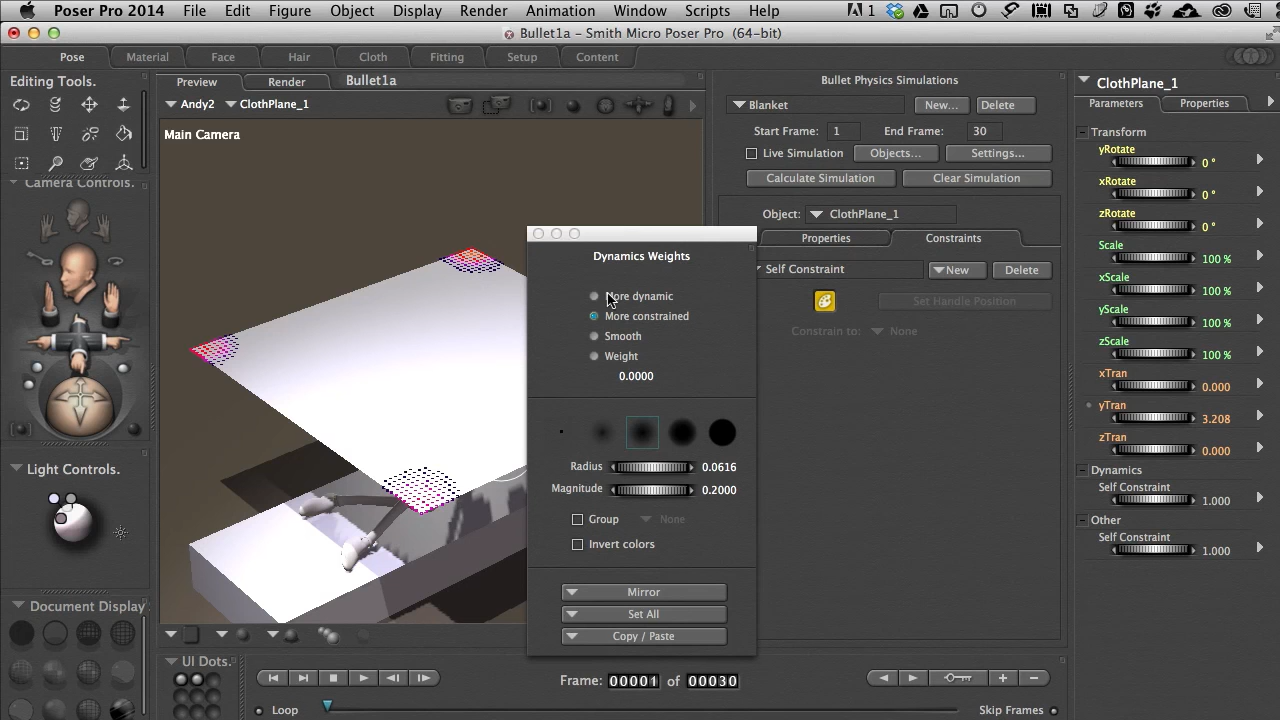 Poser Pro 2014 File Edit Figure Object Display Render Animation Window Scripts Help 1
Bullet1a – Smith Micro Poser Pro (64-bit)
Pose Material Face Hair Cloth Fitting Setup Content
Editing Tools.
Preview Render Bullet1a
Andy2 ClothPlane_1
Main Camera
Camera Controls.
Light Controls.
Document Display
UI Dots.
Bullet Physics Simulations
Blanket New... Delete
Start Frame: 1 End Frame: 30
Live Simulation Objects... Settings...
Calculate Simulation Clear Simulation
Object: ClothPlane_1
Properties Constraints
Self Constraint New Delete
Set Handle Position
Constrain to: None
Dynamics Weights
More dynamic
More constrained
Smooth
Weight
0.0000
Radius 0.0616
Magnitude 0.2000
Group None
Invert colors
Mirror
Set All
Copy / Paste
ClothPlane_1
Parameters Properties
Transform
yRotate
0 °
xRotate
0 °
zRotate
0 °
Scale
100 %
xScale
100 %
yScale
100 %
zScale
100 %
xTran
0.000
yTran
3.208
zTran
0.000
Dynamics
Self Constraint
1.000
Other
Self Constraint
1.000
Frame: 00001 of 00030
Loop Skip Frames